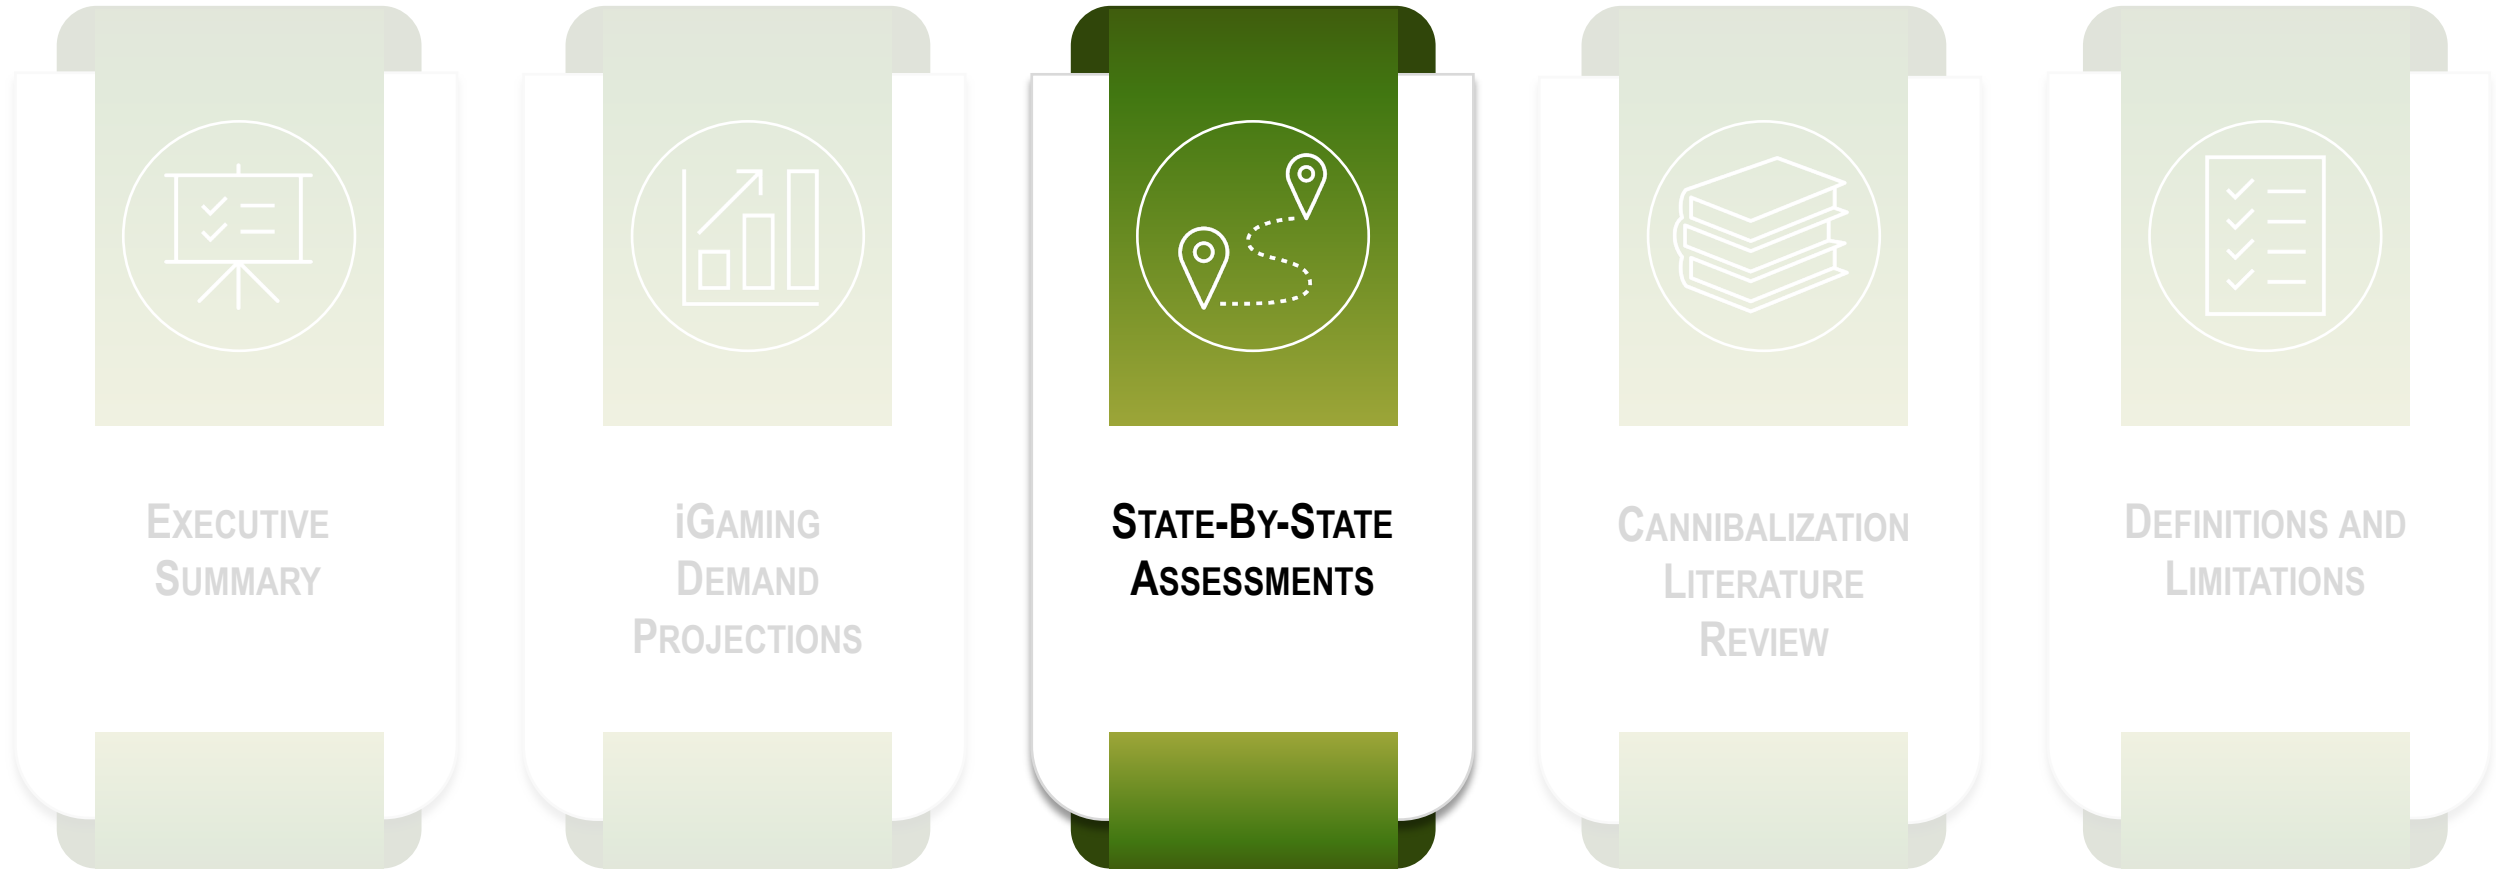 Executive
Summary
iGaming
Demand
Projections
State-By-State
Assessments
Cannibalization
Literature
Review
Definitions and
Limitations